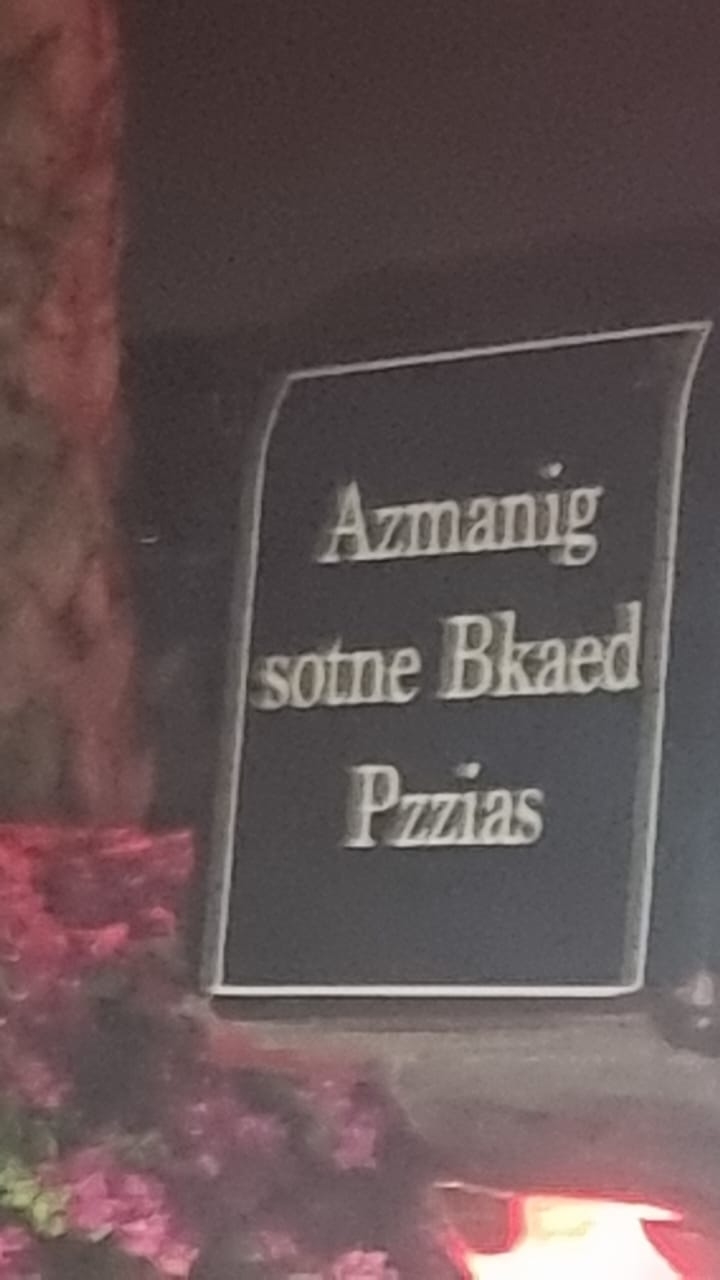 Azmanig
sotne Bkaed
Pzzias